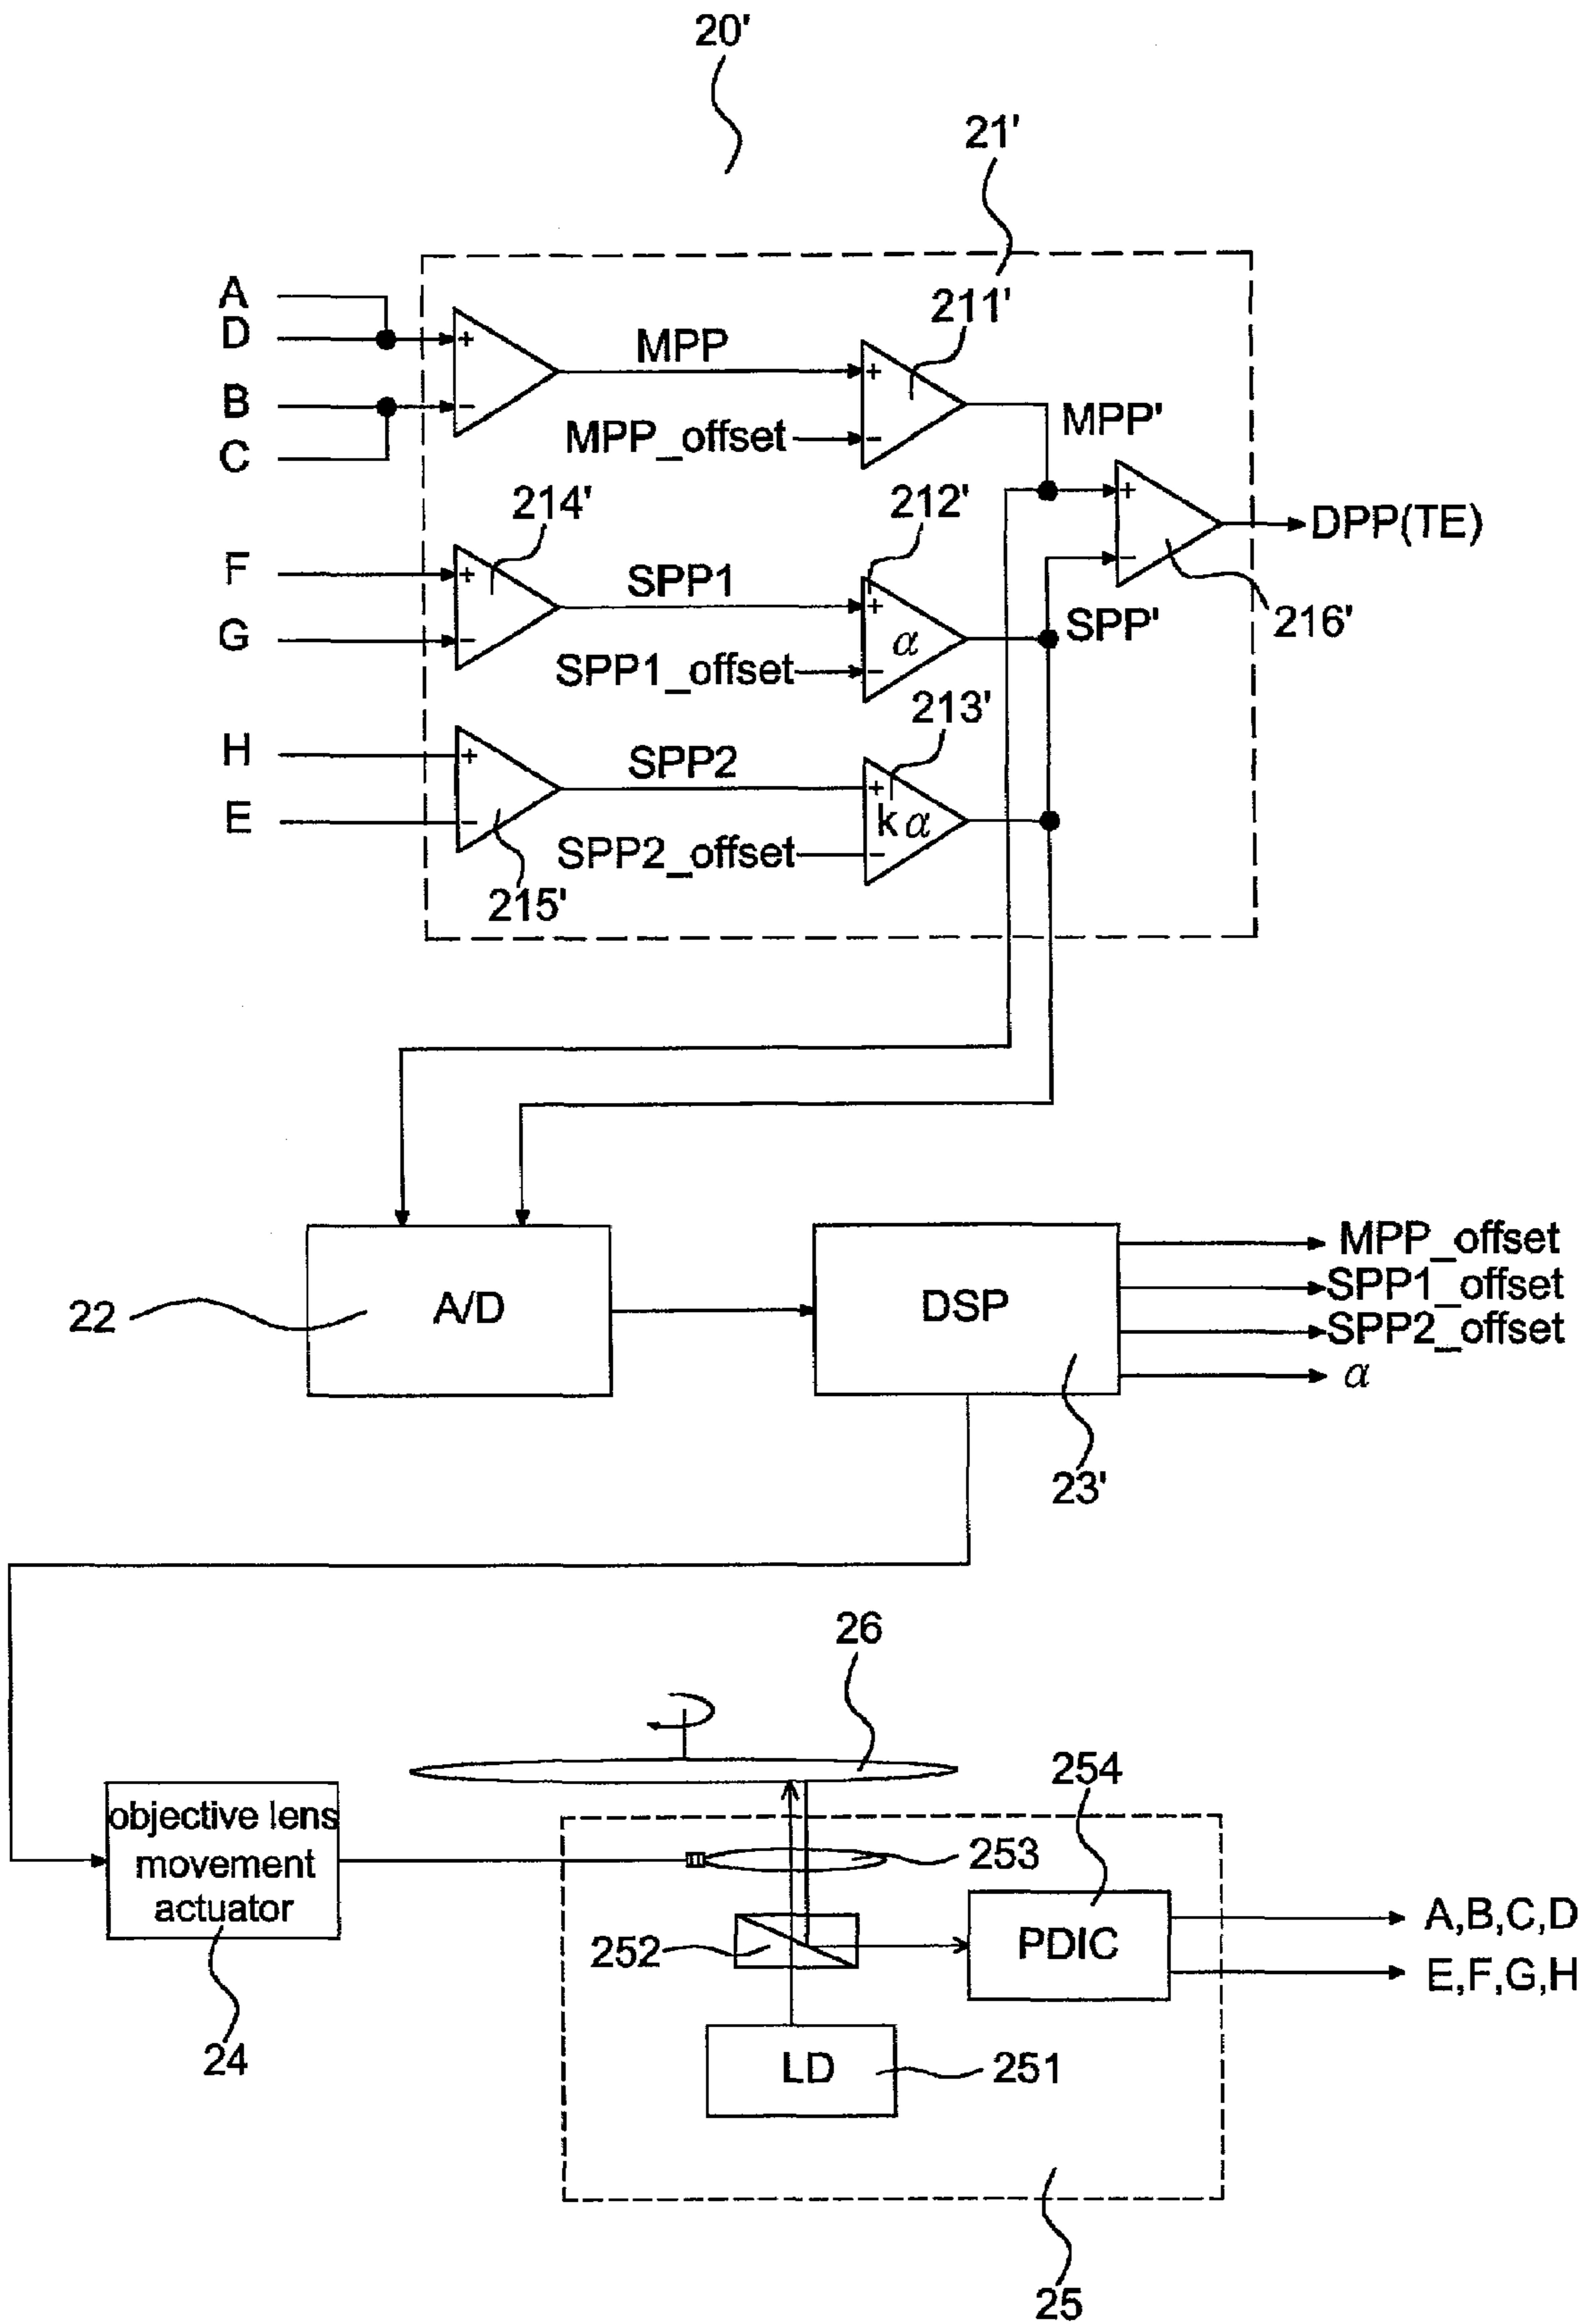 20'
21'
A
D
B
C
+
-
MPP
211'
+
-
MPP_offset
MPP'
214'
212'
F
G
+
-
SPP1
+
-
α
SPP1_offset
+
-
DPP(TE)
SPP'
216'
213'
H
E
+
-
SPP2
+
-
kα
SPP2_offset
215'
22
A/D
DSP
MPP_offset
SPP1_offset
SPP2_offset
α
23'
26
254
objective lens
movement
actuator
253
252
PDIC
A,B,C,D
E,F,G,H
24
LD
251
25